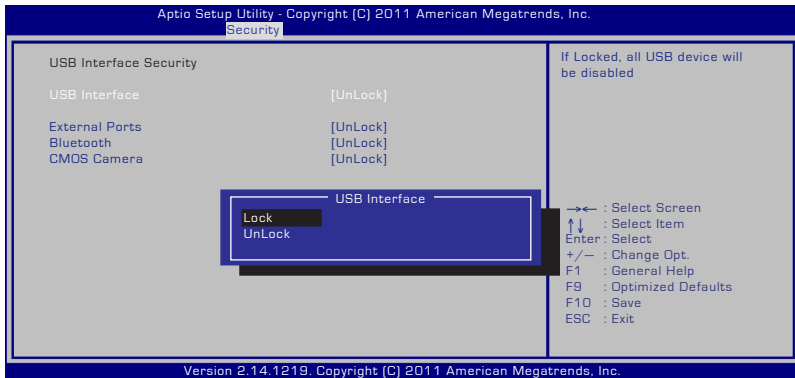 Aptio Setup Utility - Copyright (C) 2011 American Megatrends, Inc.
Security
USB Interface Security
USB Interface [UnLock]
External Ports [UnLock]
Bluetooth [UnLock]
CMOS Camera [UnLock]
USB Interface
Lock
UnLock
If Locked, all USB device will
be disabled
→← : Select Screen
↑↓ : Select Item
Enter : Select
+/— : Change Opt.
F1 : General Help
F9 : Optimized Defaults
F10 : Save
ESC : Exit
Version 2.14.1219. Copyright (C) 2011 American Megatrends, Inc.